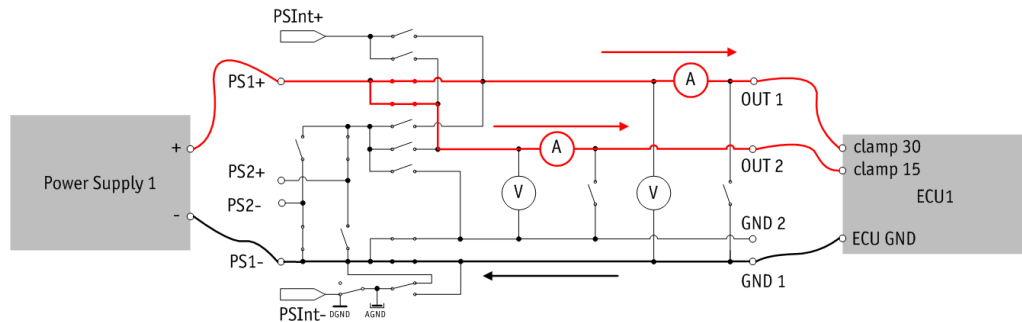 PSInt+
PS1+
A
OUT 1
Power Supply 1
+
-
A
OUT 2
clamp 30
clamp 15
ECU1
PS2+
PS2-
V
V
GND 2
ECU GND
PS1-
GND 1
PSInt-
DGND
AGND